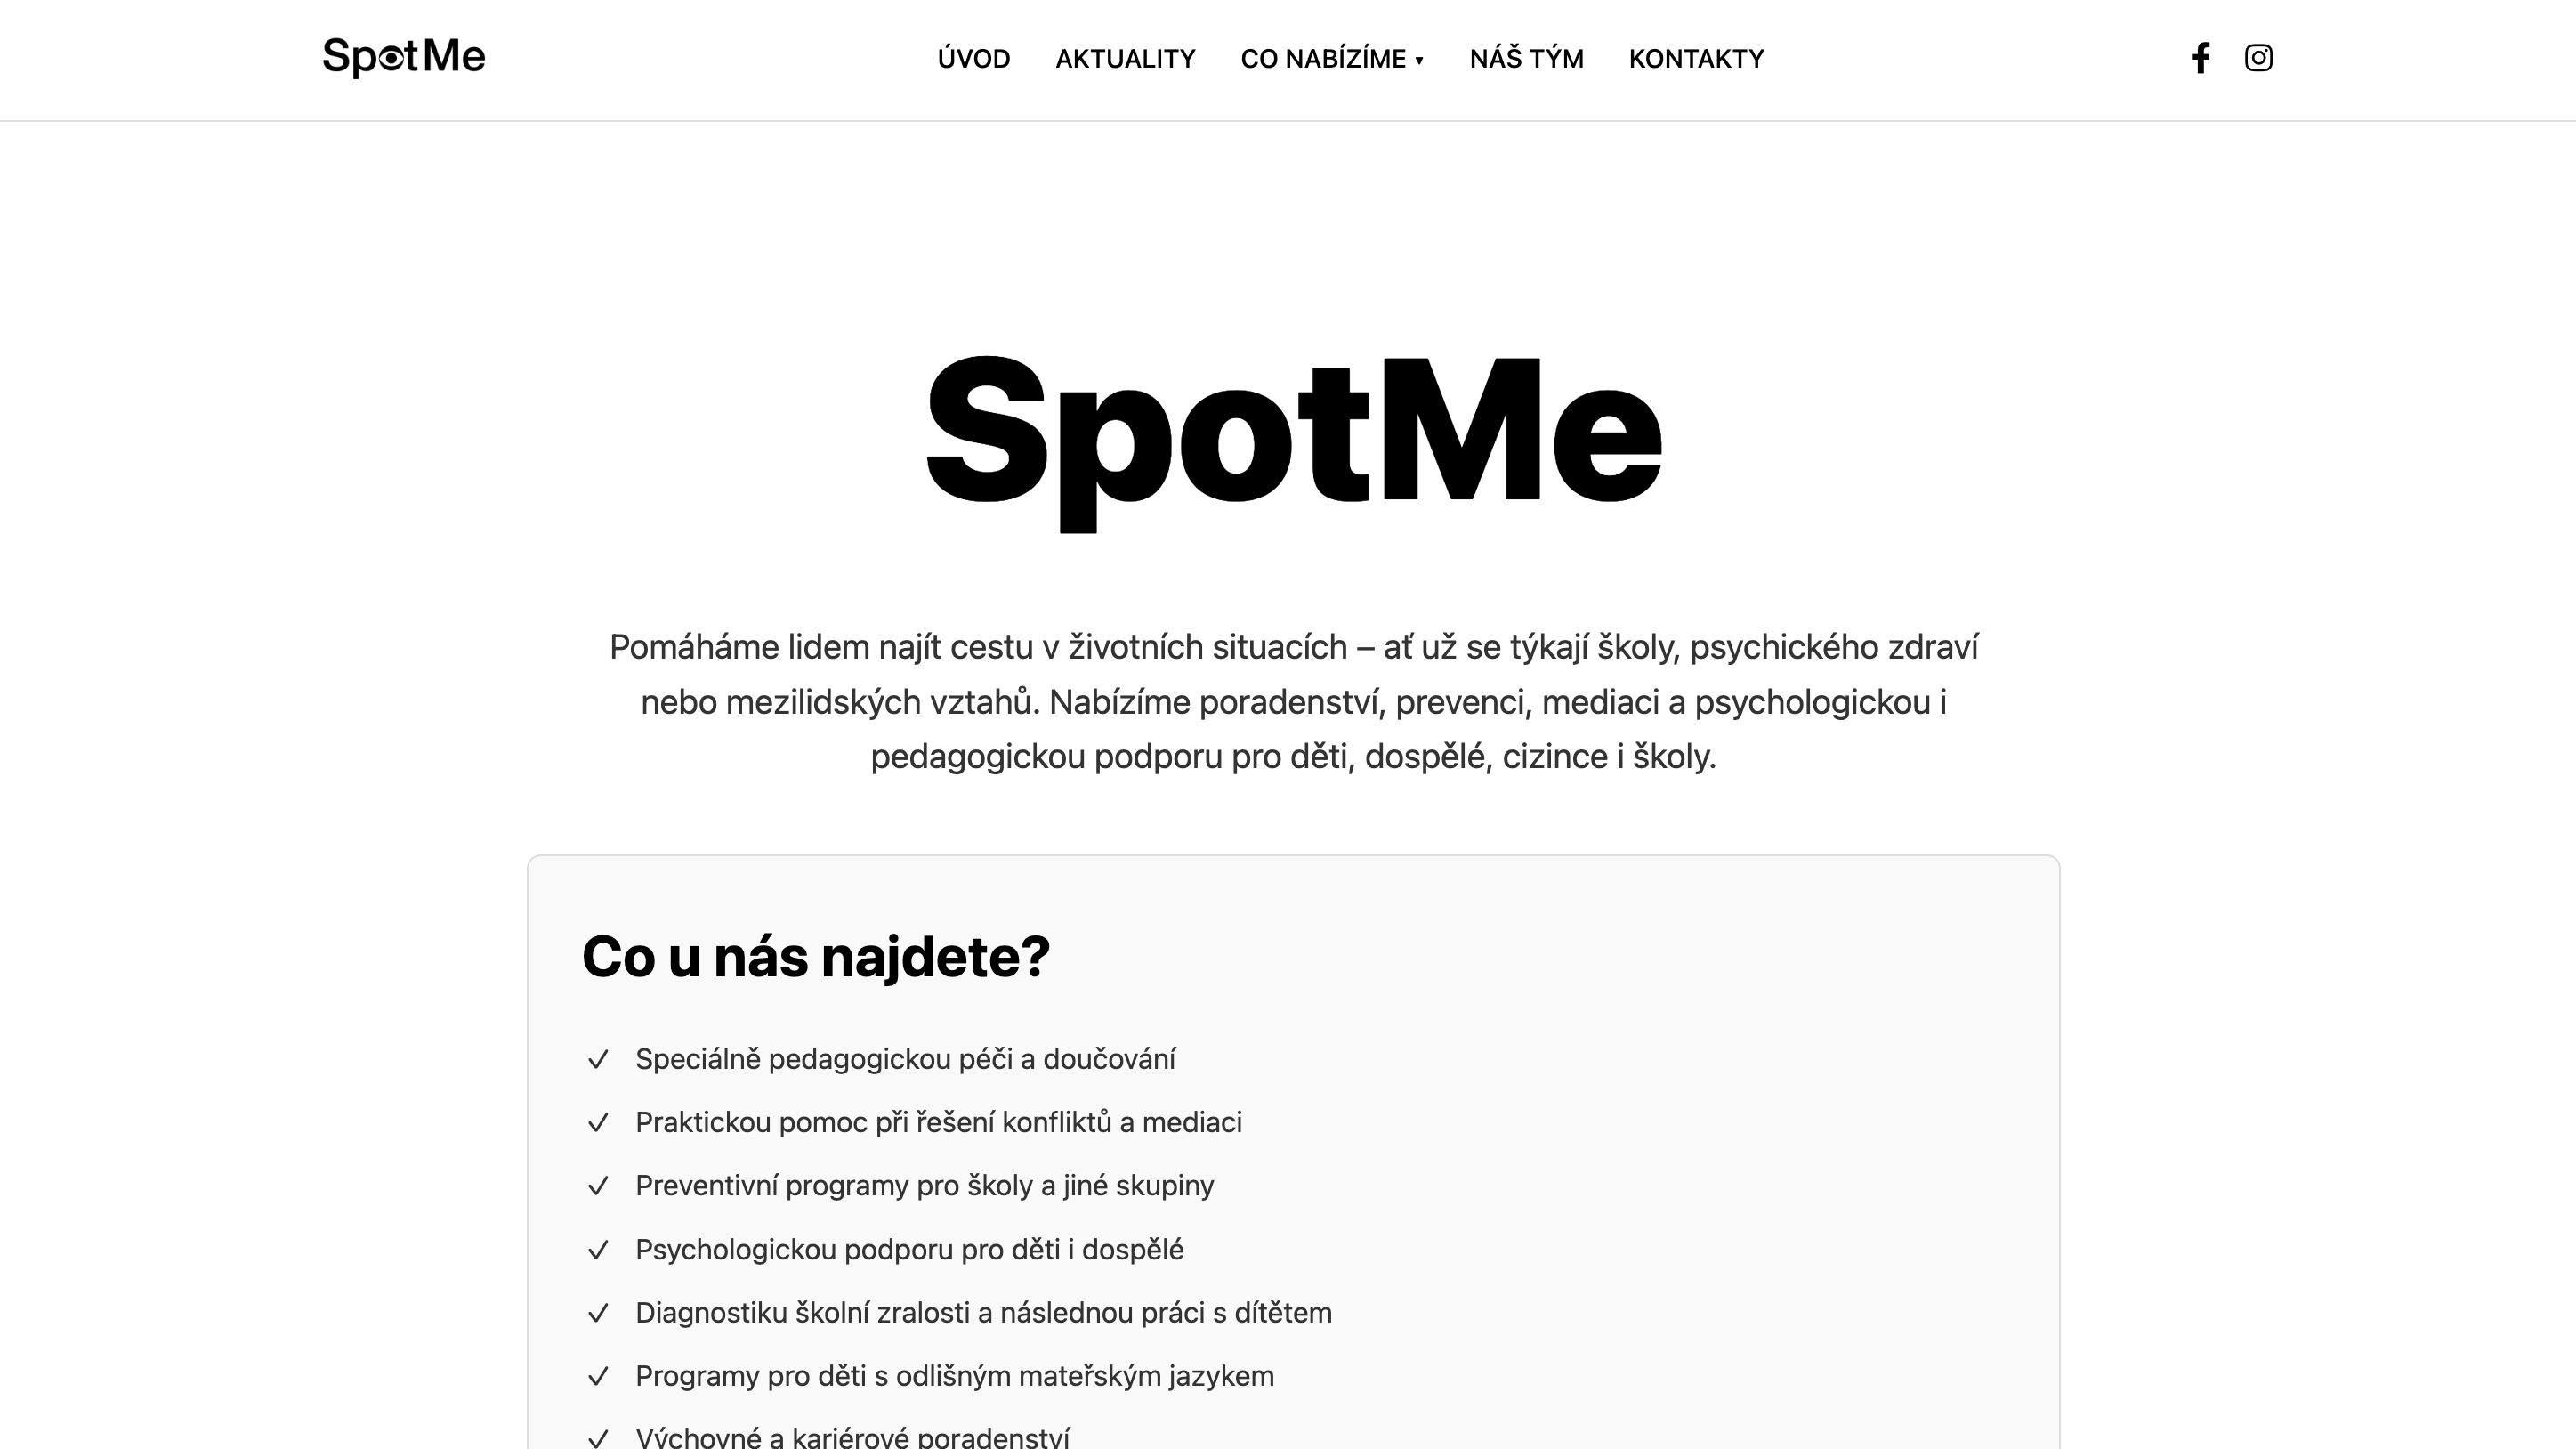 SpotMe
ÚVOD
AKTUALITY
CO NABÍZÍME ▾
NÁŠ TÝM
KONTAKTY
SpotMe
Pomáháme lidem najít cestu v životních situacích – ať už se týkají školy, psychického zdraví
nebo mezilidských vztahů. Nabízíme poradenství, prevenci, mediaci a psychologickou i
pedagogickou podporu pro děti, dospělé, cizince i školy.
Co u nás najdete?
✓ Speciálně pedagogickou péči a doučování
✓ Praktickou pomoc při řešení konfliktů a mediaci
✓ Preventivní programy pro školy a jiné skupiny
✓ Psychologickou podporu pro děti i dospělé
✓ Diagnostiku školní zralosti a následnou práci s dítětem
✓ Programy pro děti s odlišným mateřským jazykem
✓ Výchovné a kariérové poradenství